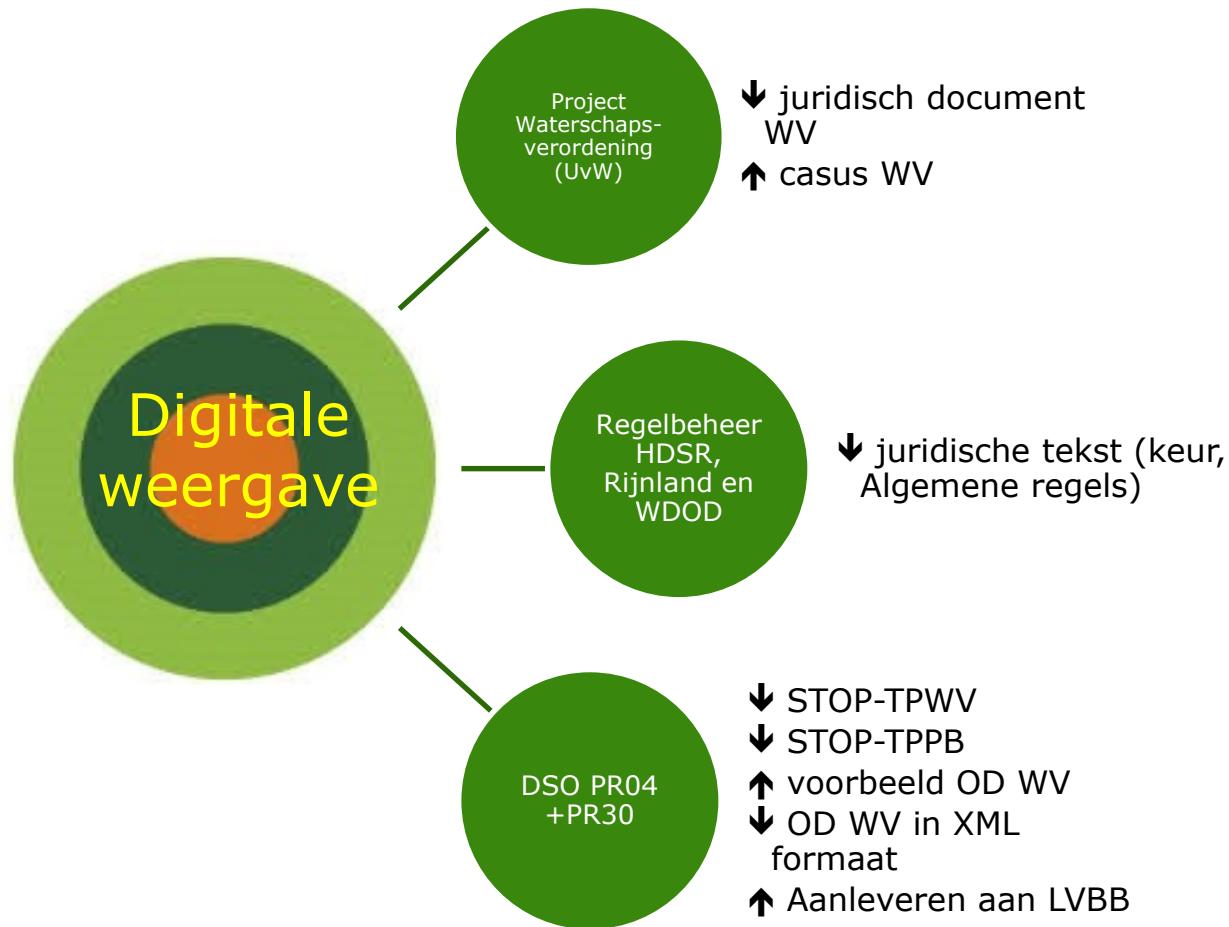 Digitale
weergave
Project
Waterschaps-
verordening
(UvW)
🡻 juridisch document
WV
🡹 casus WV
Regelbeheer
HDSR,
Rijnland en
WDOD
🡻 juridische tekst (keur,
Algemene regels)
DSO PR04
+PR30
🡻 STOP-TPWV
🡻 STOP-TPPB
🡹 voorbeeld OD WV
🡻 OD WV in XML
formaat
🡹 Aanleveren aan LVBB